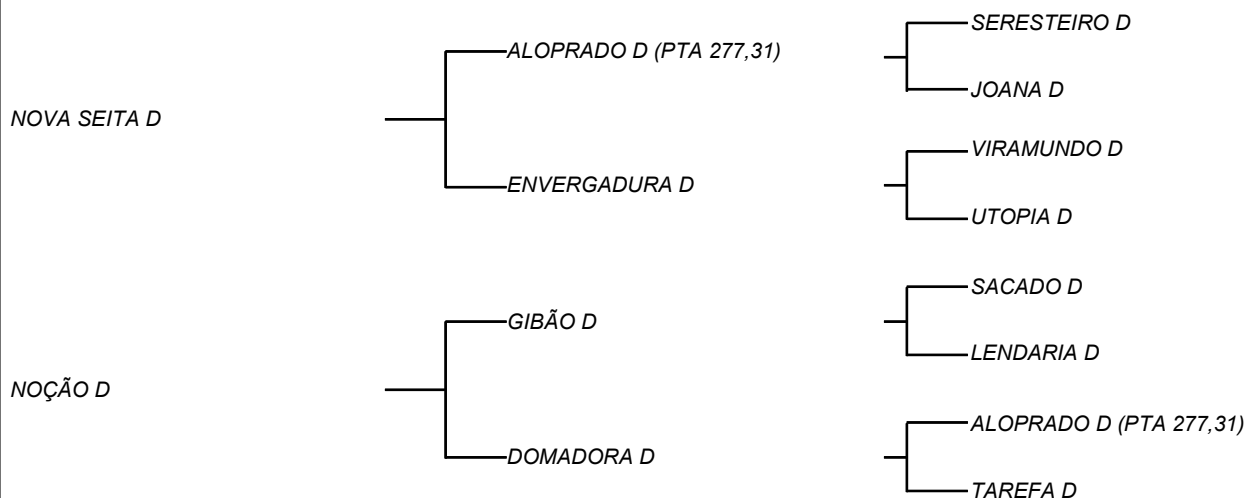 SERESTEIRO D
ALOPRADO D (PTA 277,31)
JOANA D
NOVA SEITA D
VIRAMUNDO D
ENVERGADURA D
UTOPIA D
SACADO D
GIBÃO D
LENDARIA D
NOÇÃO D
ALOPRADO D (PTA 277,31)
DOMADORA D
TAREFA D